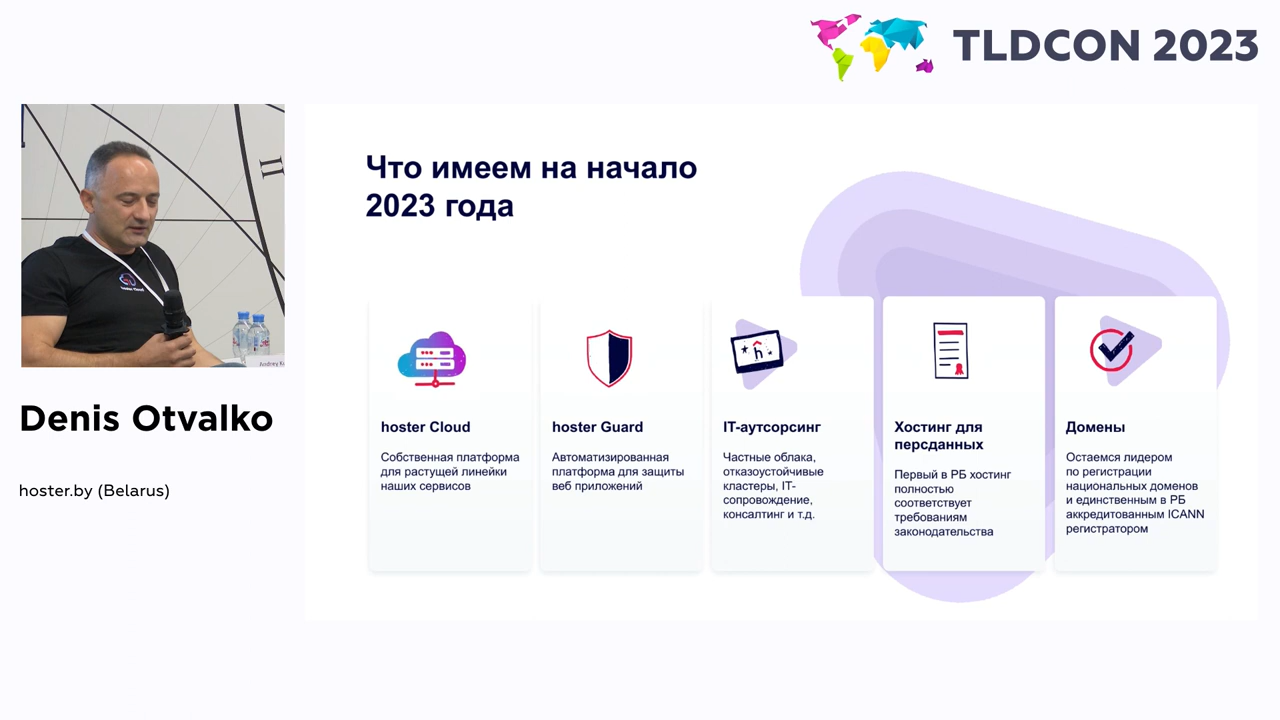 TLDCON 2023
Что имеем на начало
2023 года
Denis Otvalko
hoster.by (Belarus)
hoster Cloud
Собственная платформа
для растущей линейки
наших сервисов
hoster Guard
Автоматизированная
платформа для защиты
веб приложений
IT-аутсорсинг
Частные облака,
отказоустойчивые
кластеры, IT-
сопровождение,
консалтинг и т.д.
Хостинг для
персданных
Первый в РБ хостинг
полностью
соответствует
требованиям
законодательства
Домены
Остаемся лидером
по регистрации
национальных доменов
и единственным в РБ
аккредитованным ICANN
регистратором